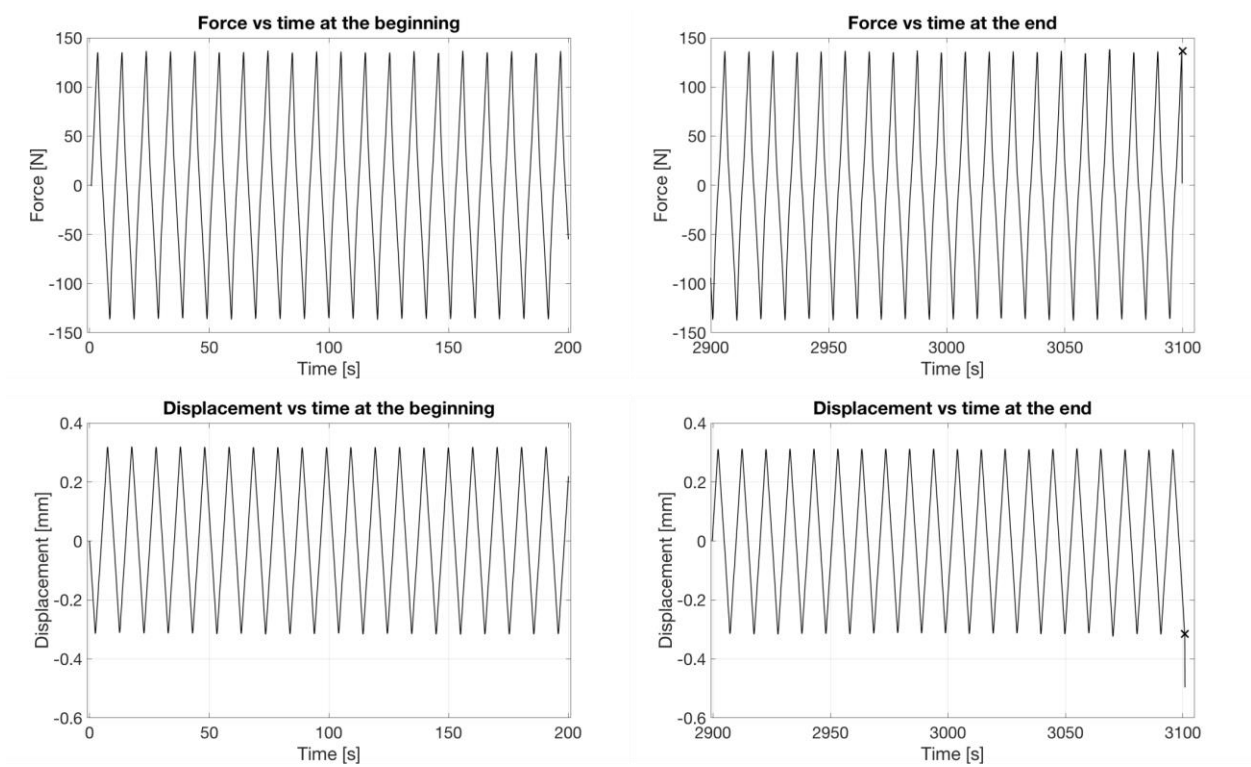 Force vs time at the beginning
150
100
50
0
-50
-100
-150
Force [N]
0 50 100 150 200
Time [s]
Force vs time at the end
150
100
50
0
-50
-100
-150
Force [N]
2900 2950 3000 3050 3100
Time [s]
Displacement vs time at the beginning
0.4
0.2
0
-0.2
-0.4
-0.6
Displacement [mm]
0 50 100 150 200
Time [s]
Displacement vs time at the end
0.4
0.2
0
-0.2
-0.4
-0.6
Displacement [mm]
2900 2950 3000 3050 3100
Time [s]